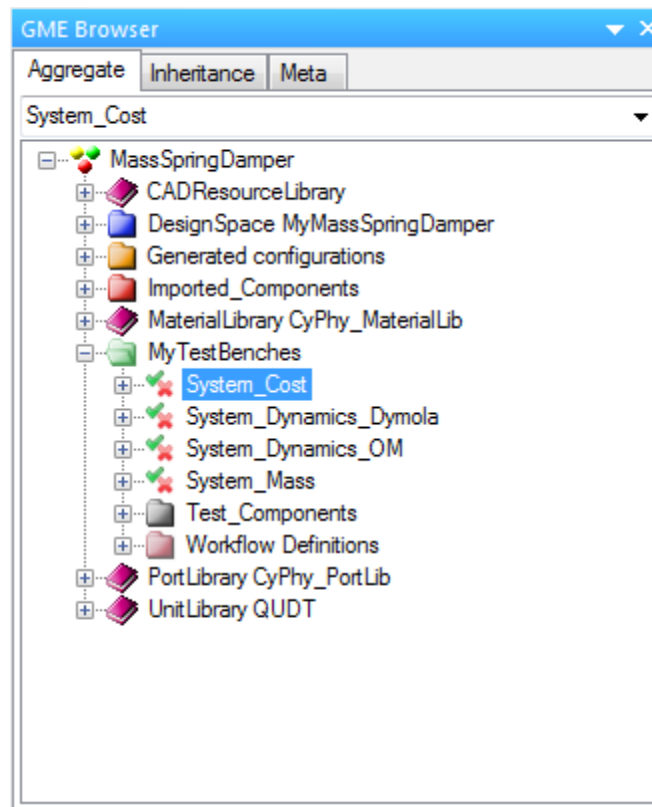 GME Browser
Aggregate Inheritance Meta
System_Cost
MassSpringDamper
CADResourceLibrary
DesignSpace MyMassSpringDamper
Generated configurations
Imported_Components
MaterialLibrary CyPhy_MaterialLib
MyTestBenches
System_Cost
System_Dynamics_Dymola
System_Dynamics_OM
System_Mass
Test_Components
Workflow Definitions
PortLibrary CyPhy_PortLib
UnitLibrary QUDT